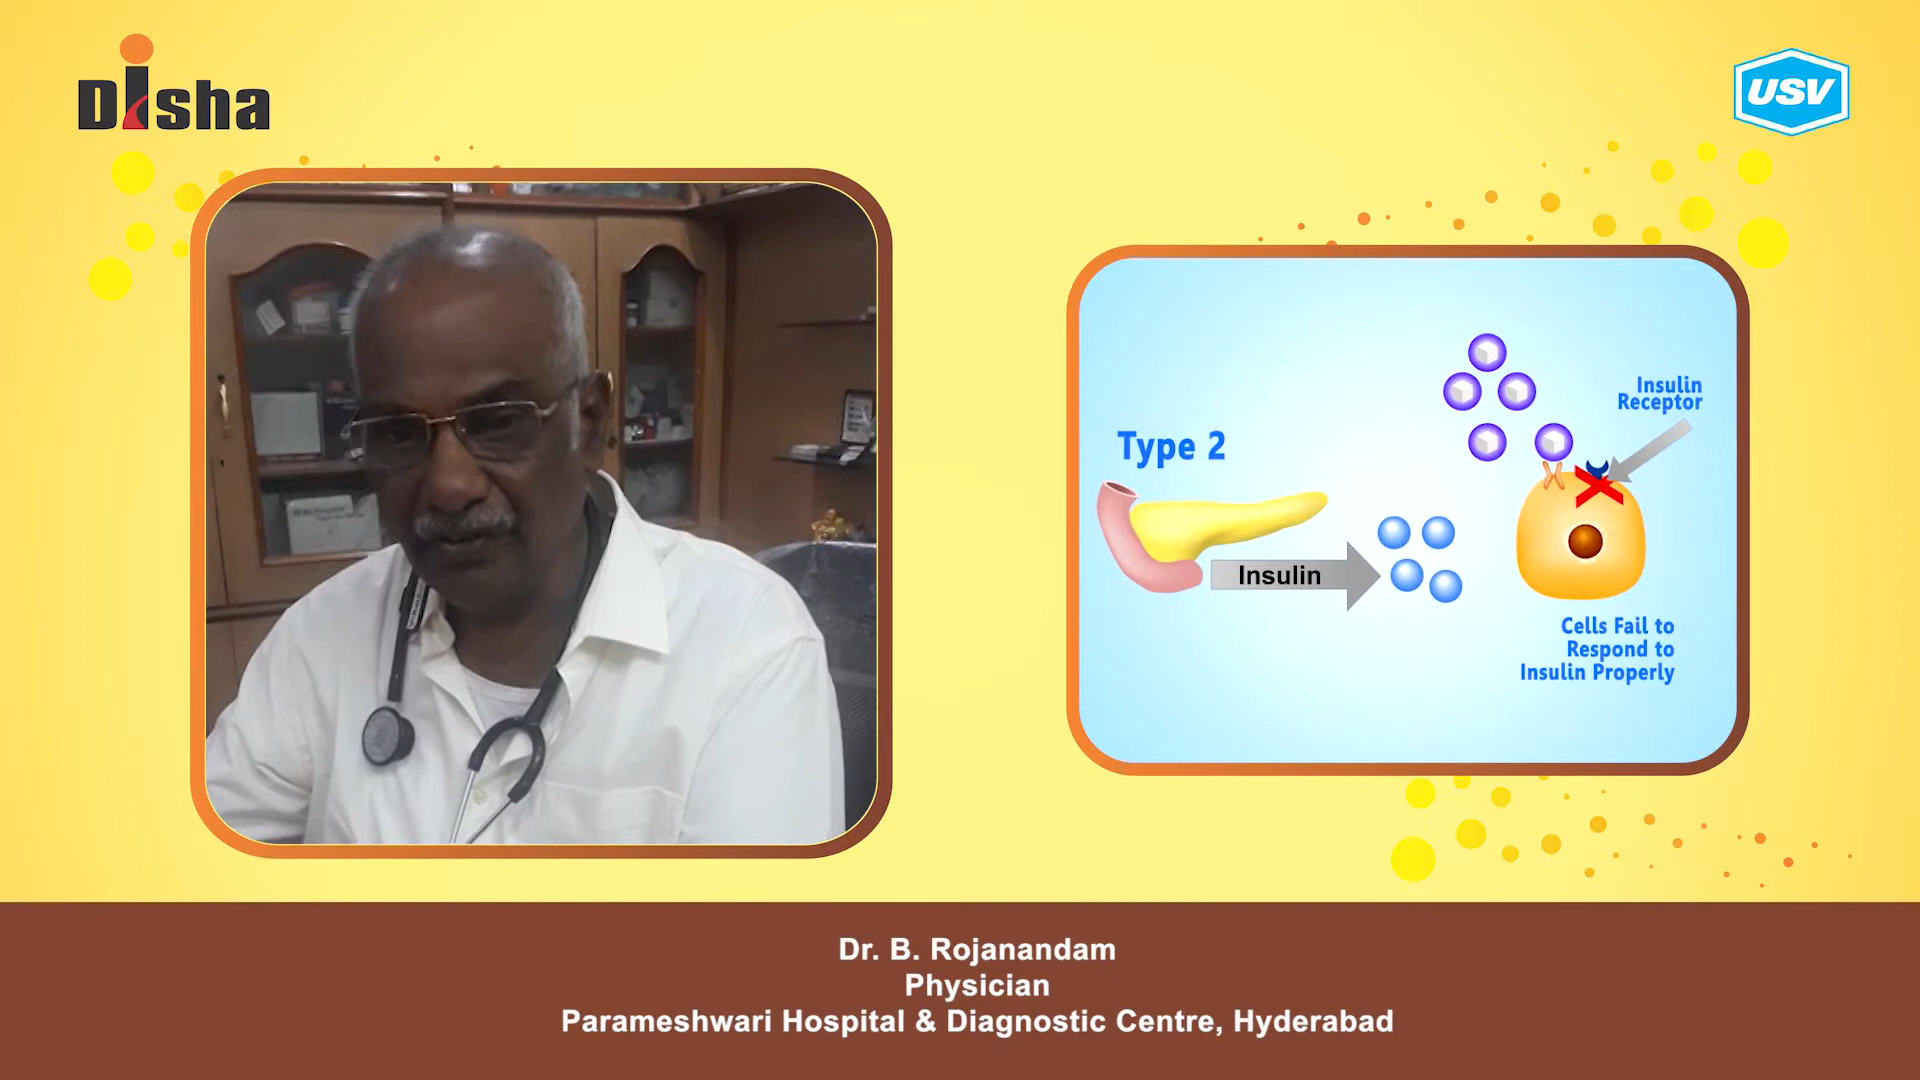 Disha
USV
Type 2
Insulin
Receptor
Insulin
Cells Fail to
Respond to
Insulin Properly
Dr. B. Rojanandam
Physician
Parameshwari Hospital & Diagnostic Centre, Hyderabad